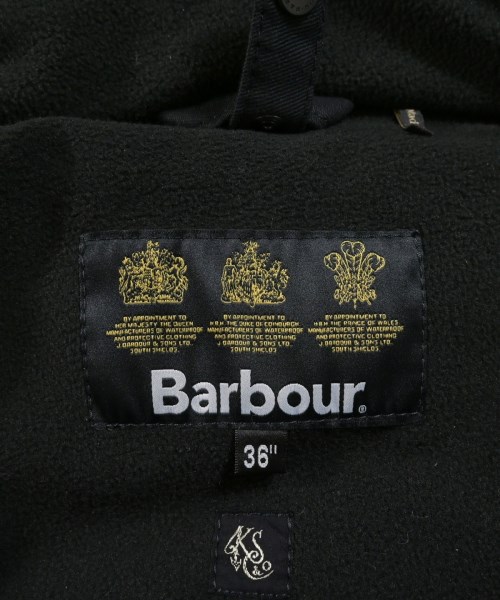 BY APPOINTMENT TO
HER MAJESTY THE QUEEN
MANUFACTURERS OF WATERPROOF
AND PROTECTIVE CLOTHING
J. BARBOUR & SONS LTD.
SOUTH SHIELDS.
BY APPOINTMENT TO
H.R.H. THE DUKE OF EDINBURGH
MANUFACTURERS OF WATERPROOF
AND PROTECTIVE CLOTHING
J. BARBOUR & SONS LTD.
SOUTH SHIELDS.
BY APPOINTMENT TO
H.R.H. THE PRINCE OF WALES
MANUFACTURERS OF WATERPROOF
AND PROTECTIVE CLOTHING
J. BARBOUR & SONS LTD.
SOUTH SHIELDS.
Barbour®
36"